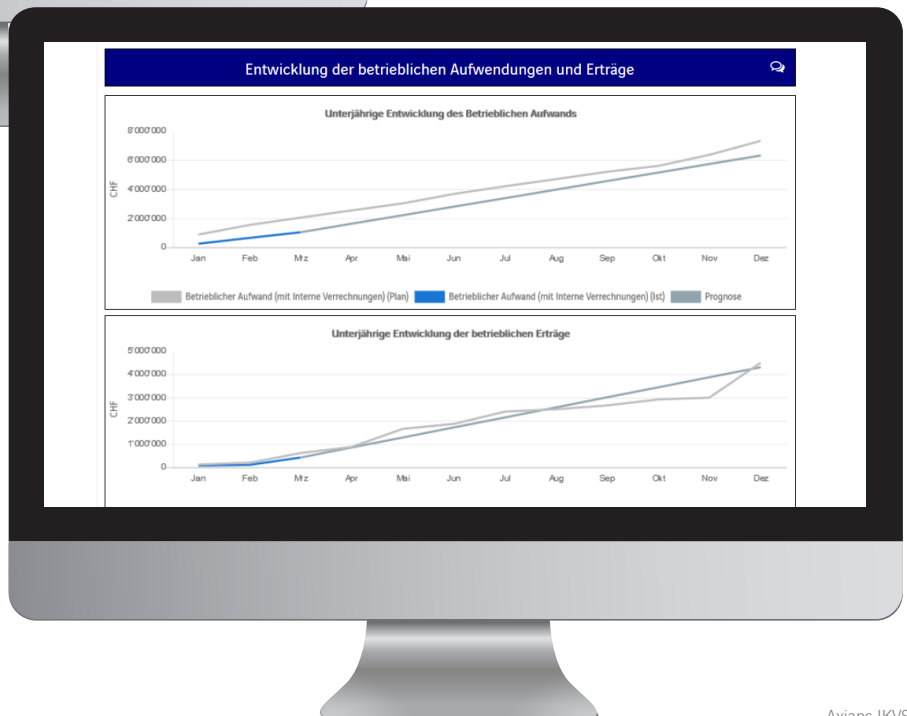 Entwicklung der betrieblichen Aufwendungen und Erträge
Unterjährige Entwicklung des Betrieblichen Aufwands
8'000'000
6'000'000
4'000'000
2'000'000
0
CHF
Jan Feb Mrz Apr Mai Jun Jul Aug Sep Okt Nov Dez
Betrieblicher Aufwand (mit Interne Verrechnungen) (Plan) Betrieblicher Aufwand (mit Interne Verrechnungen) (Ist) Prognose
Unterjährige Entwicklung der betrieblichen Erträge
5'000'000
4'000'000
3'000'000
2'000'000
1'000'000
0
CHF
Jan Feb Mrz Apr Mai Jun Jul Aug Sep Okt Nov Dez
Axians IKVS